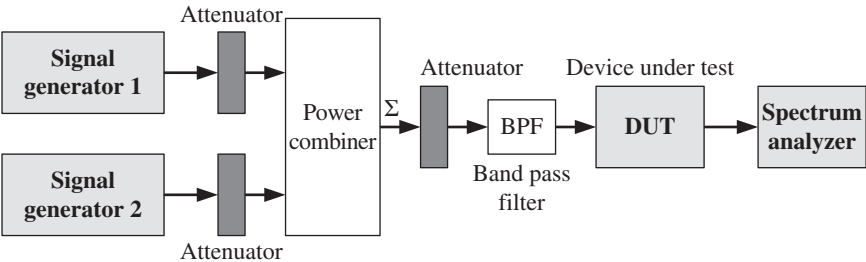 Attenuator
Signal
generator 1
Power
combiner
Σ
Attenuator
BPF
Band pass
filter
Device under test
DUT
Spectrum
analyzer
Signal
generator 2
Attenuator